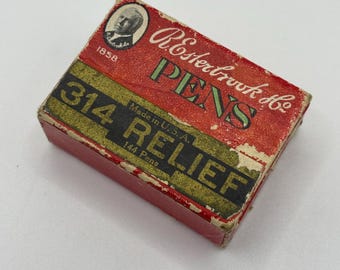 R. Esterbrook & Co
1858
PENS
Made in U.S.A.
314 RELIEF
144 Pens